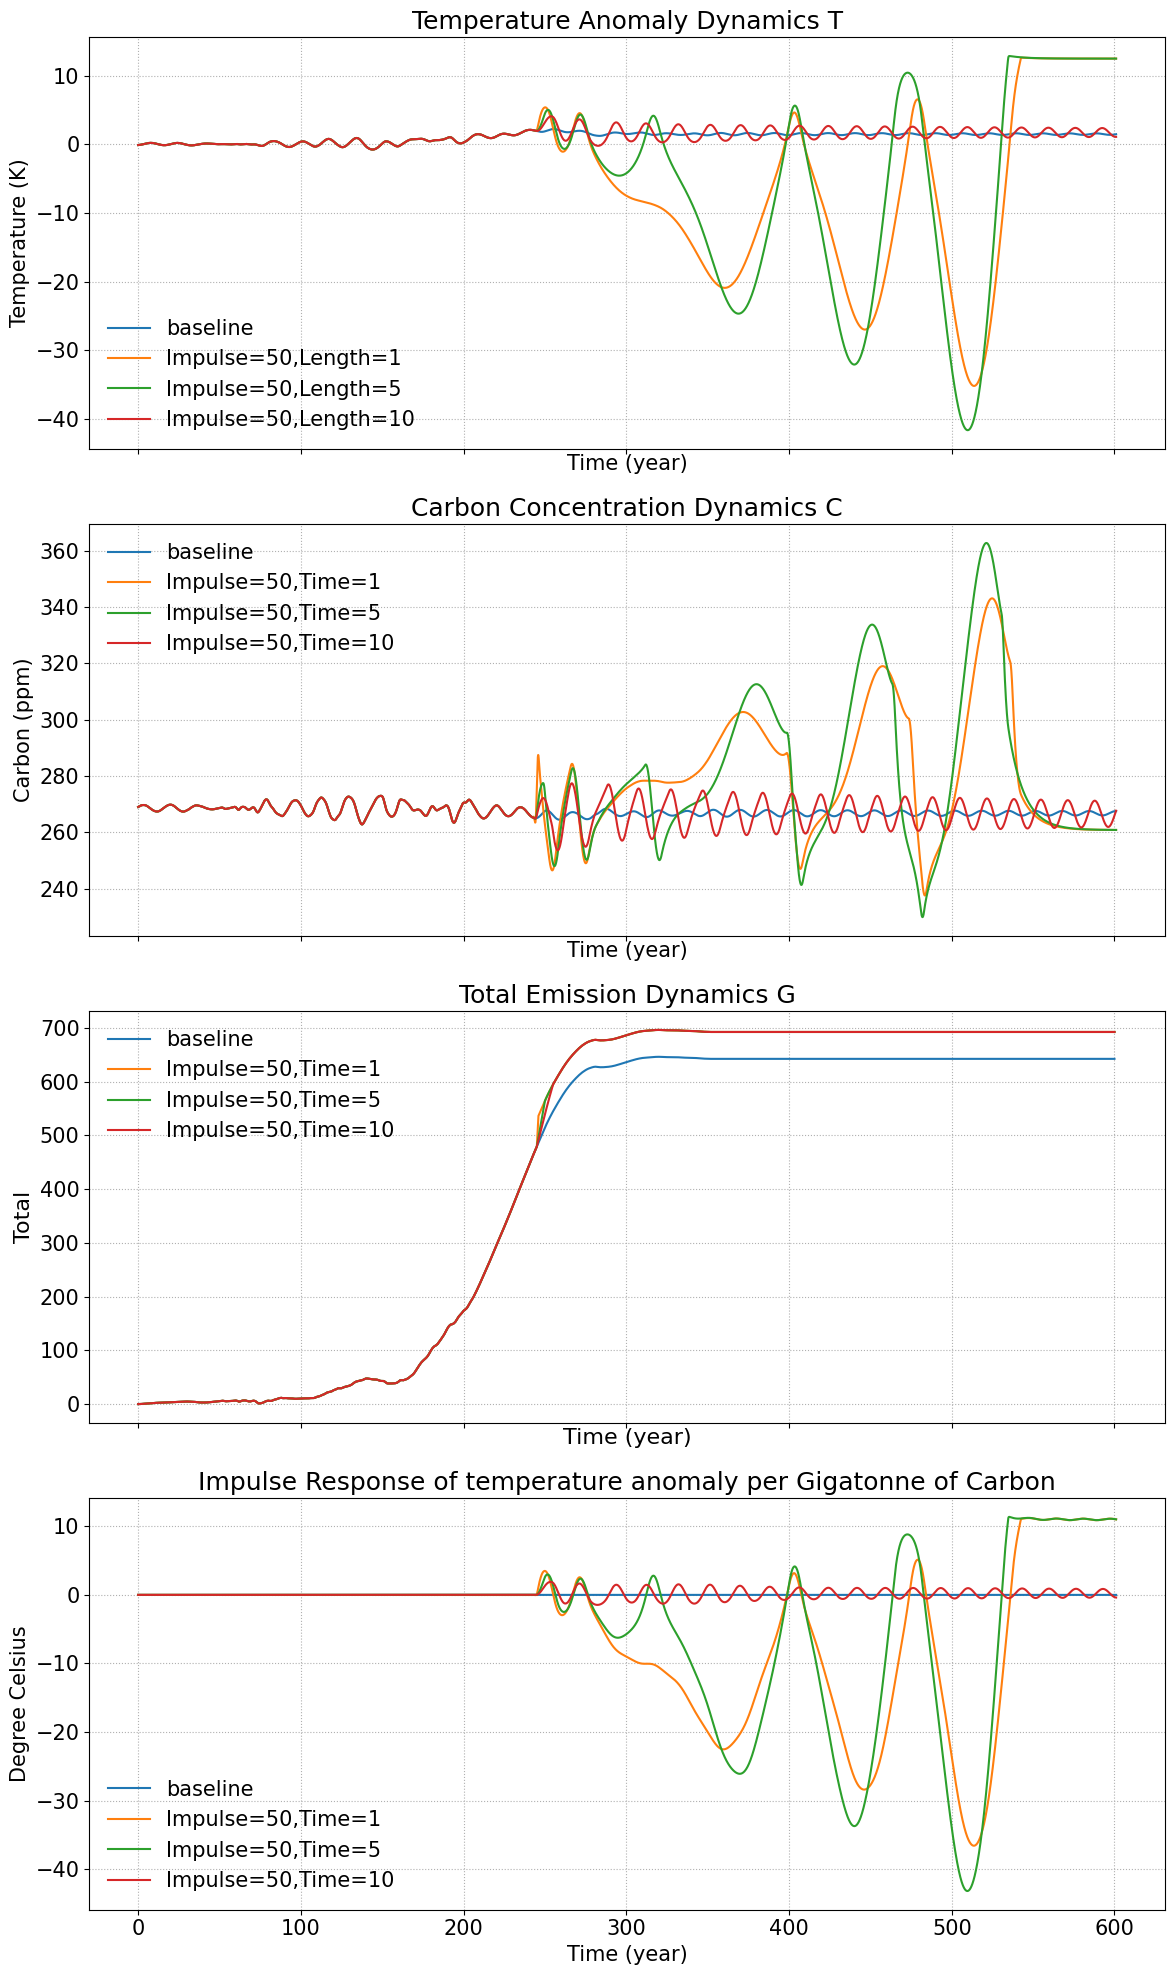 Temperature Anomaly Dynamics T
10
0
−10
−20
−30
−40
Temperature (K)
baseline
Impulse=50,Length=1
Impulse=50,Length=5
Impulse=50,Length=10
Time (year)
Carbon Concentration Dynamics C
360
340
320
300
280
260
240
Carbon (ppm)
baseline
Impulse=50,Time=1
Impulse=50,Time=5
Impulse=50,Time=10
Time (year)
Total Emission Dynamics G
700
600
500
400
300
200
100
0
Total
baseline
Impulse=50,Time=1
Impulse=50,Time=5
Impulse=50,Time=10
Time (year)
Impulse Response of temperature anomaly per Gigatonne of Carbon
10
0
−10
−20
−30
−40
Degree Celsius
baseline
Impulse=50,Time=1
Impulse=50,Time=5
Impulse=50,Time=10
0 100 200 300 400 500 600
Time (year)